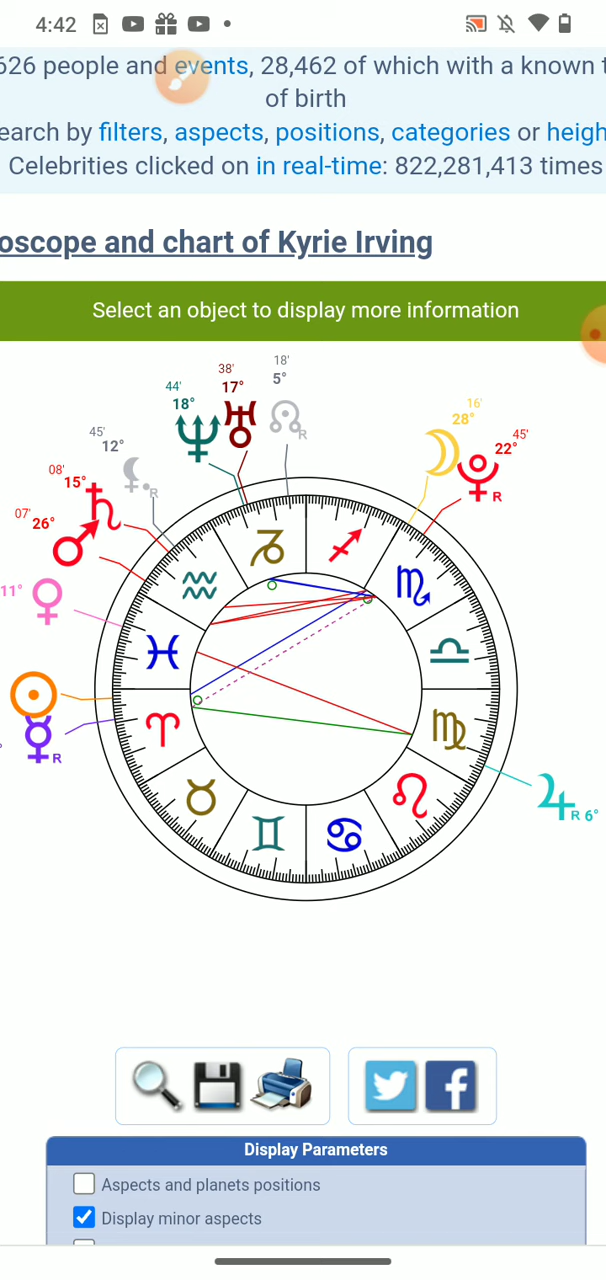 4:42
626 people and events, 28,462 of which with a known t
of birth
earch by filters, aspects, positions, categories or heigh
Celebrities clicked on in real-time: 822,281,413 times
oscope and chart of Kyrie Irving
Select an object to display more information
18'
5°
38'
17°
44'
18°
16'
28°
45'
22°
R
R
45'
12°
R
08'
15°
07'
26°
11°
°
R
R 6°
Display Parameters
Aspects and planets positions
Display minor aspects